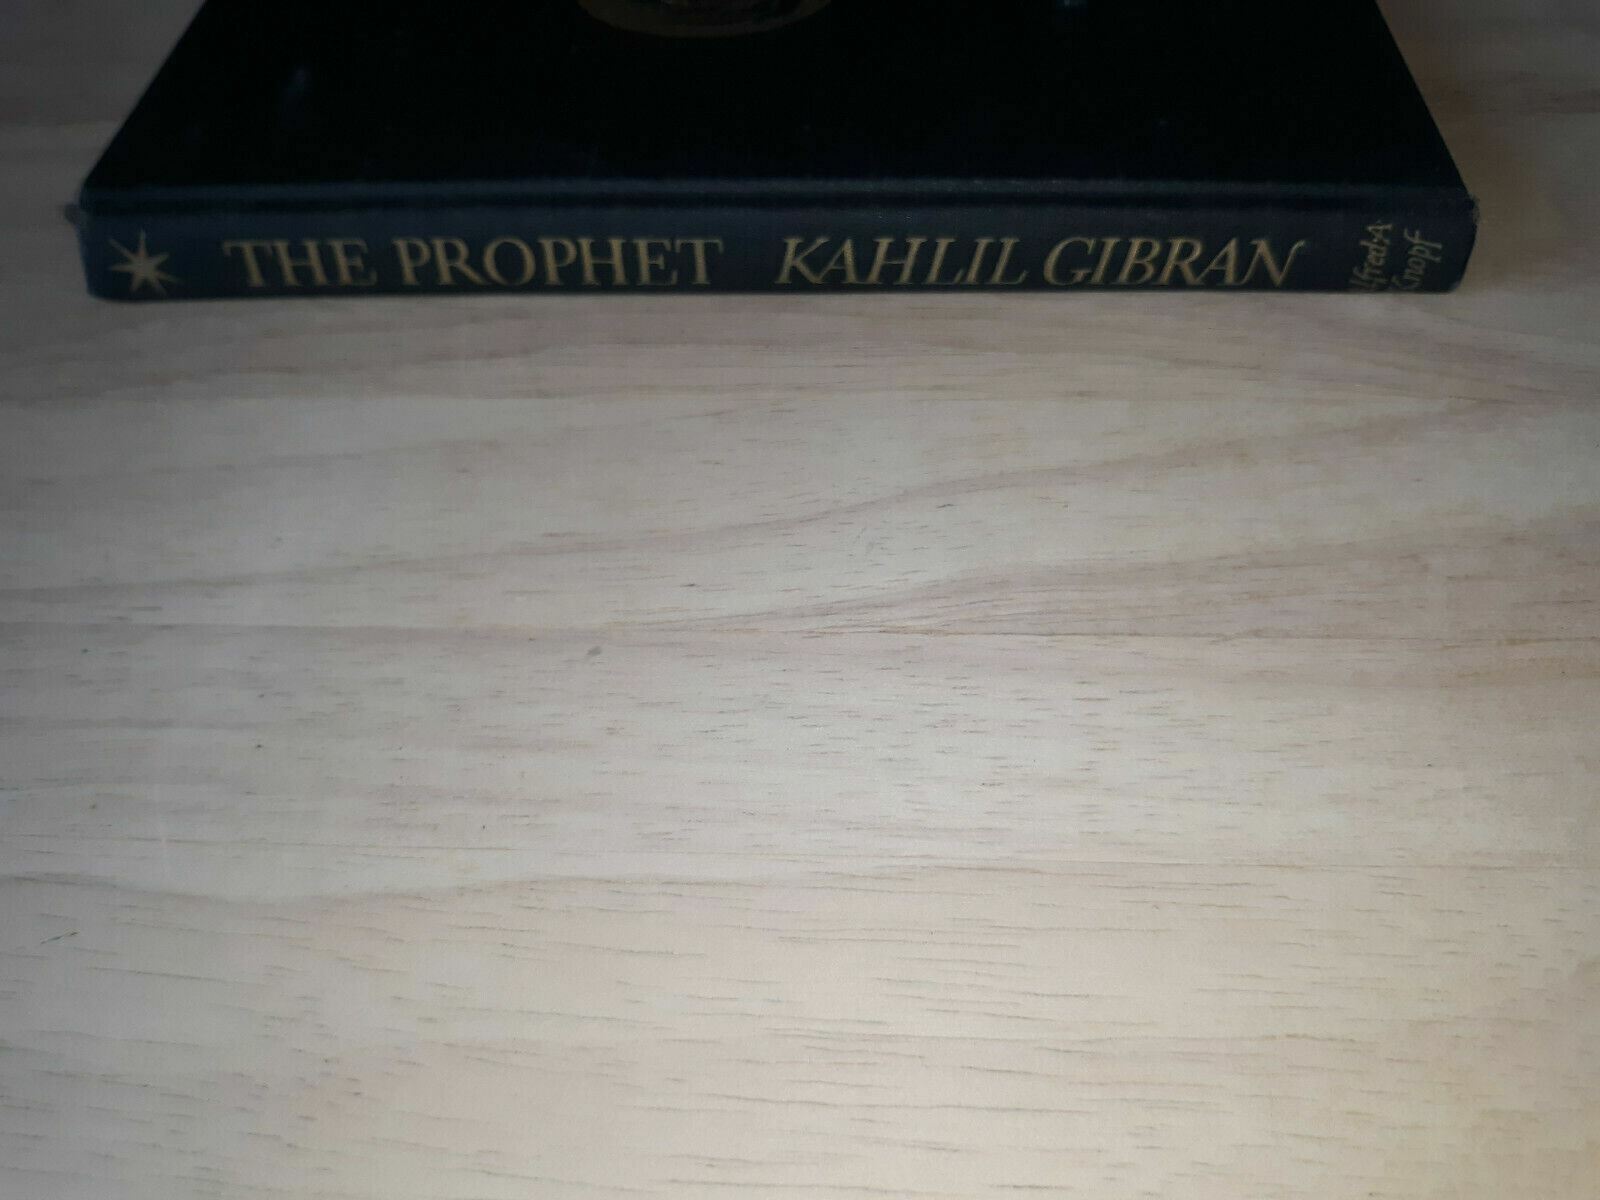 THE PROPHET KAHLIL GIBRAN
Alfred·A
Knopf